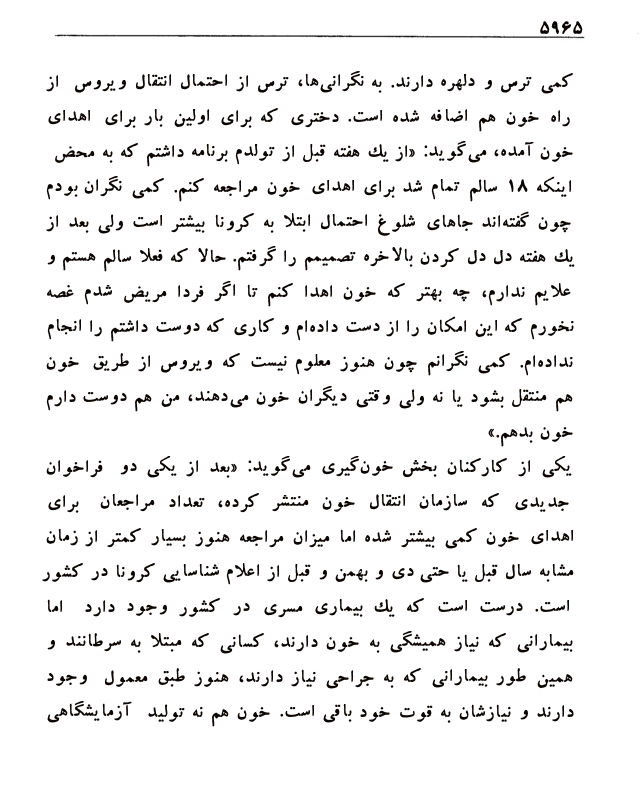 ۵۹۶۵
کمی ترس و دلهره دارند. به نگرانی‌ها، ترس از احتمال انتقال ویروس از
راه خون هم اضافه شده است. دختری که برای اولین بار برای اهدای
خون آمده، می‌گوید: «از یك هفته قبل از تولدم برنامه داشتم که به محض
اینکه ۱۸ سالم تمام شد برای اهدای خون مراجعه کنم. کمی نگران بودم
چون گفته‌اند جاهای شلوغ احتمال ابتلا به کرونا بیشتر است ولی بعد از
یك هفته دل دل کردن بالاخره تصمیمم را گرفتم. حالا که فعلا سالم هستم و
علایم ندارم، چه بهتر که خون اهدا کنم تا اگر فردا مریض شدم غصه
نخورم که این امکان را از دست داده‌ام و کاری که دوست داشتم را انجام
نداده‌ام. کمی نگرانم چون هنوز معلوم نیست که ویروس از طریق خون
هم منتقل بشود یا نه ولی وقتی دیگران خون می‌دهند، من هم دوست دارم
خون بدهم.»
یکی از کارکنان بخش خون‌گیری می‌گوید: «بعد از یکی دو فراخوان
جدیدی که سازمان انتقال خون منتشر کرده، تعداد مراجعان برای
اهدای خون کمی بیشتر شده اما میزان مراجعه هنوز بسیار کمتر از زمان
مشابه سال قبل یا حتی دی و بهمن و قبل از اعلام شناسایی کرونا در کشور
است. درست است که یك بیماری مسری در کشور وجود دارد اما
بیمارانی که نیاز همیشگی به خون دارند، کسانی که مبتلا به سرطانند و
همین طور بیمارانی که به جراحی نیاز دارند، هنوز طبق معمول وجود
دارند و نیازشان به قوت خود باقی است. خون هم نه تولید آزمایشگاهی